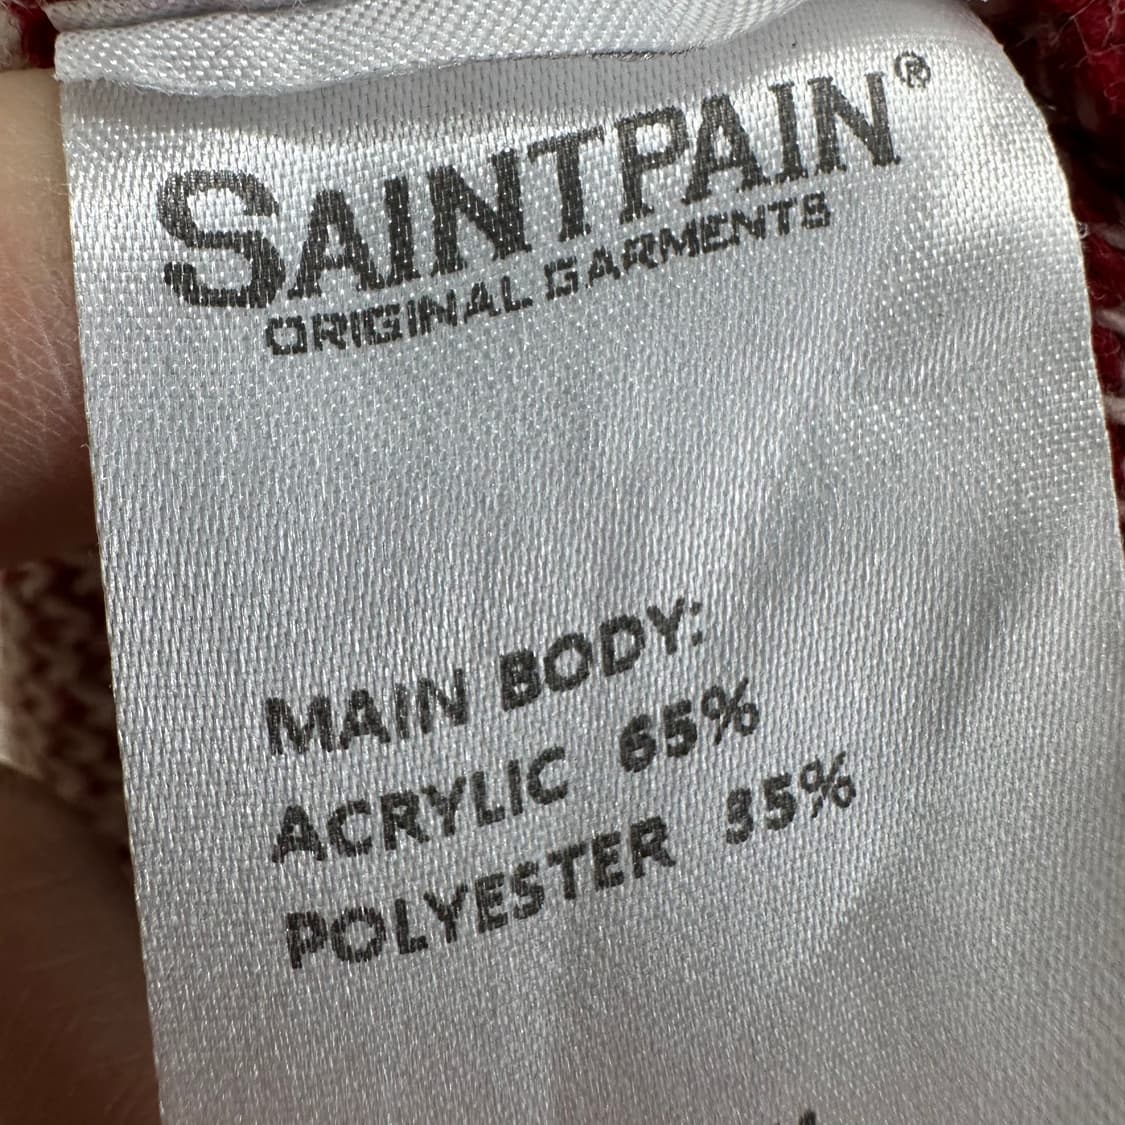 SAINTPAIN®
ORIGINAL GARMENTS
MAIN BODY:
ACRYLIC 65%
POLYESTER 35%